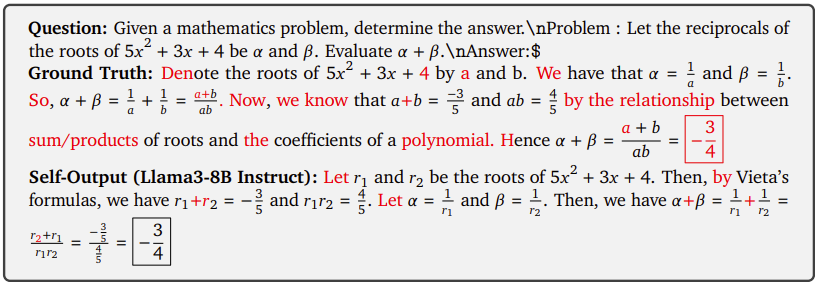 Question: Given a mathematics problem, determine the answer.\nProblem : Let the reciprocals of
the roots of 5x² + 3x + 4 be α and β. Evaluate α + β.\nAnswer:$
Ground Truth: Denote the roots of 5x² + 3x + 4 by a and b. We have that α = 1/a and β = 1/b.
So, α + β = 1/a + 1/b = a+b/ab. Now, we know that a+b = −3/5 and ab = 4/5 by the relationship between
sum/products of roots and the coefficients of a polynomial. Hence α + β = a + b/ab = −3/4
Self-Output (Llama3-8B Instruct): Let r₁ and r₂ be the roots of 5x² + 3x + 4. Then, by Vieta's
formulas, we have r₁+r₂ = −3/5 and r₁r₂ = 4/5. Let α = 1/r₁ and β = 1/r₂. Then, we have α+β = 1/r₁+1/r₂ =
r₂+r₁/r₁r₂ = −3/5/4/5 = −3/4